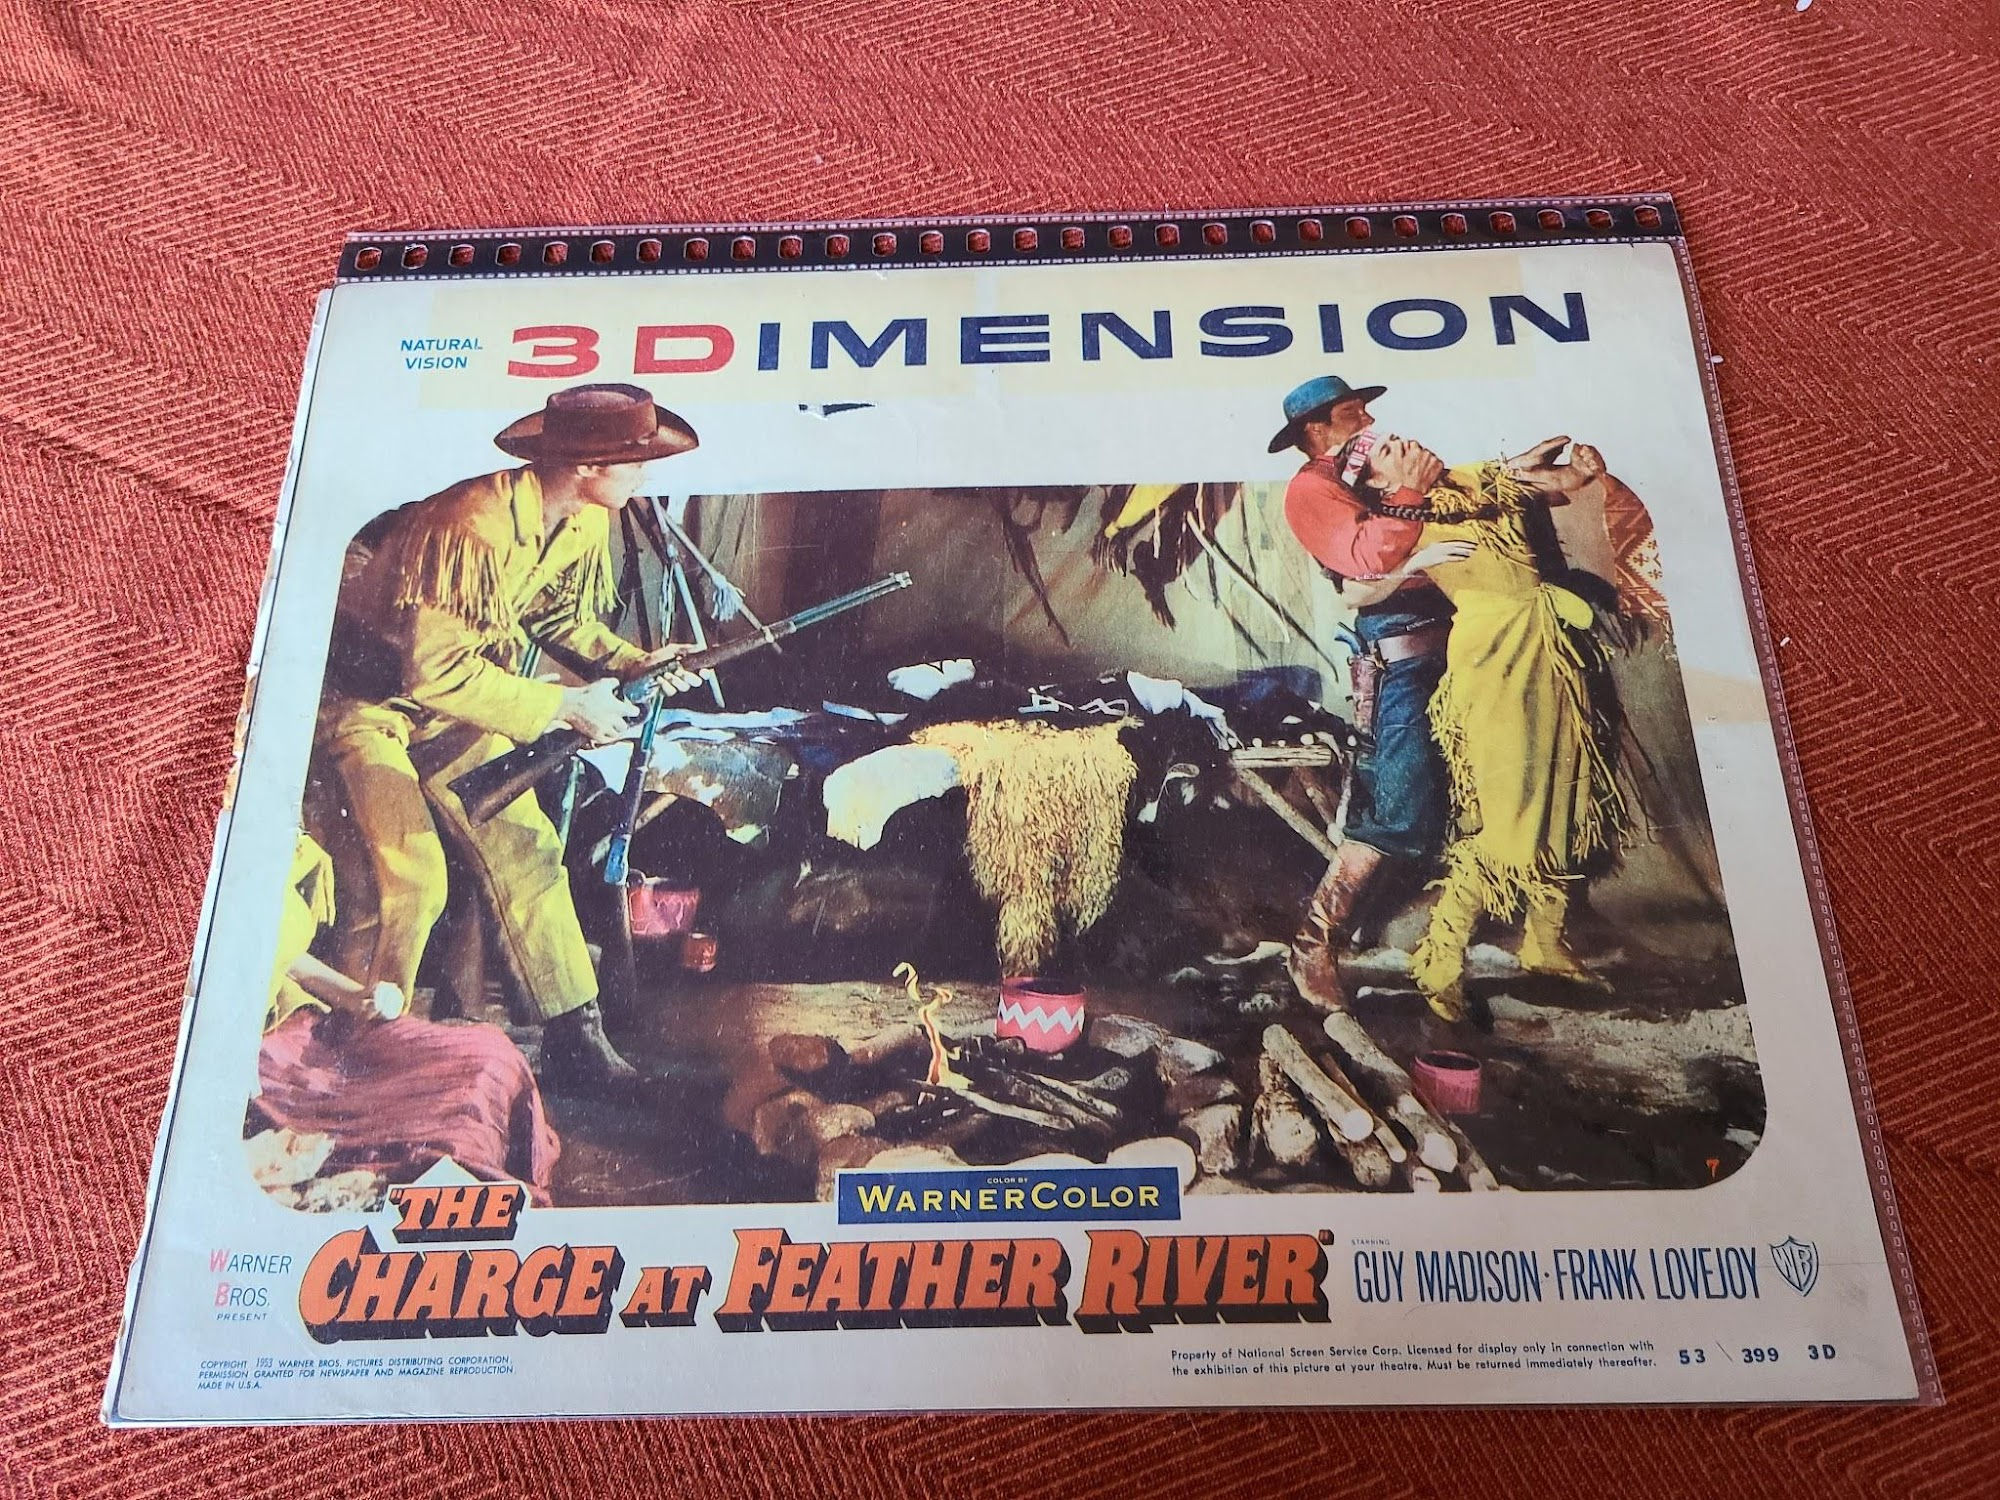 NATURAL
VISION
3 DIMENSION
7
COLOR BY
WARNERCOLOR
WARNER
BROS.
PRESENT
"THE
CHARGE AT FEATHER RIVER"
STARRING
GUY MADISON · FRANK LOVEJOY
WB
COPYRIGHT 1953 WARNER BROS. PICTURES DISTRIBUTING CORPORATION.
PERMISSION GRANTED FOR NEWSPAPER AND MAGAZINE REPRODUCTION.
MADE IN U.S.A.
Property of National Screen Service Corp. Licensed for display only in connection with
the exhibition of this picture at your theatre. Must be returned immediately thereafter.
53 \ 399 3D